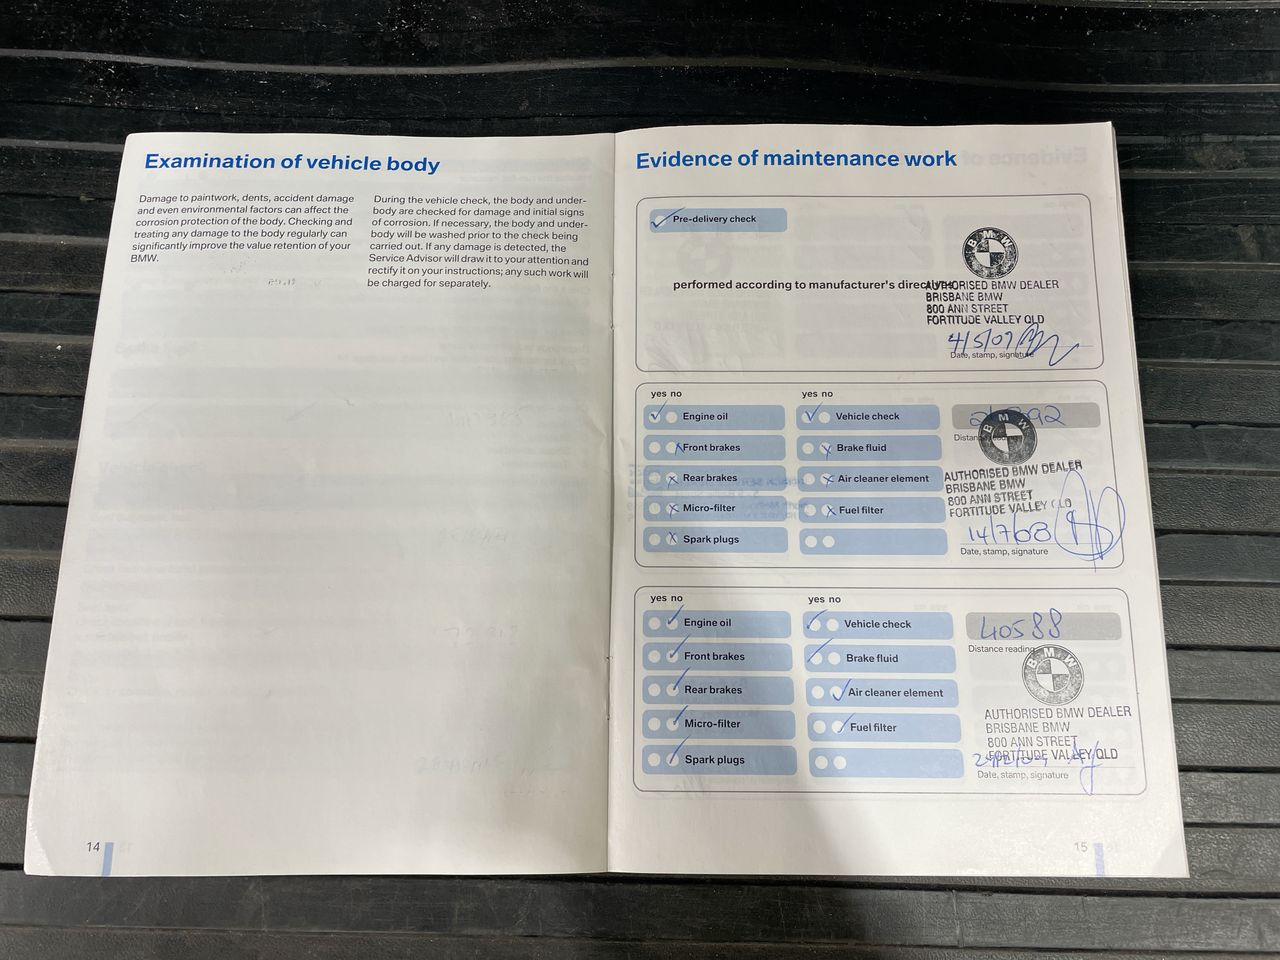 Examination of vehicle body
Damage to paintwork, dents, accident damage
and even environmental factors can affect the
corrosion protection of the body. Checking and
treating any damage to the body regularly can
significantly improve the value retention of your
BMW.
During the vehicle check, the body and under-
body are checked for damage and initial signs
of corrosion. If necessary, the body and under-
body will be washed prior to the check being
carried out. If any damage is detected, the
Service Advisor will draw it to your attention and
rectify it on your instructions; any such work will
be charged for separately.
14
Evidence of maintenance work
Pre-delivery check
performed according to manufacturer's
BMW
AUTHORISED BMW DEALER
BRISBANE BMW
800 ANN STREET
FORTITUDE VALLEY QLD
4/5/07
Date, stamp, signature
yes no
Engine oil
Front brakes
Rear brakes
Micro-filter
Spark plugs
yes no
Vehicle check
Brake fluid
Air cleaner element
Fuel filter
Distance
BMW
AUTHORISED BMW DEALER
BRISBANE BMW
800 ANN STREET
FORTITUDE VALLEY QLD
14/7/08
Date, stamp, signature
yes no
Engine oil
Front brakes
Rear brakes
Micro-filter
Spark plugs
yes no
Vehicle check
Brake fluid
Air cleaner element
Fuel filter
40588
Distance reading
BMW
AUTHORISED BMW DEALER
BRISBANE BMW
800 ANN STREET
FORTITUDE VALLEY QLD
Date, stamp, signature
15